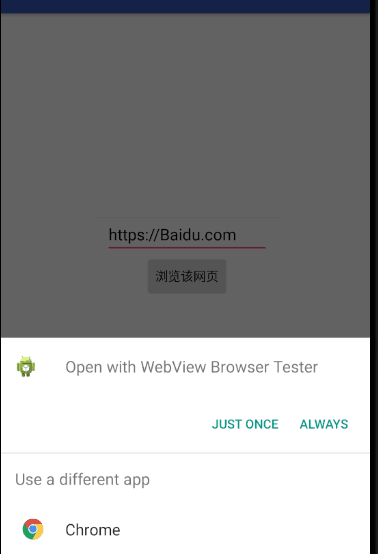 https://Baidu.com
浏览该网页
Open with WebView Browser Tester
JUST ONCE
ALWAYS
Use a different app
Chrome